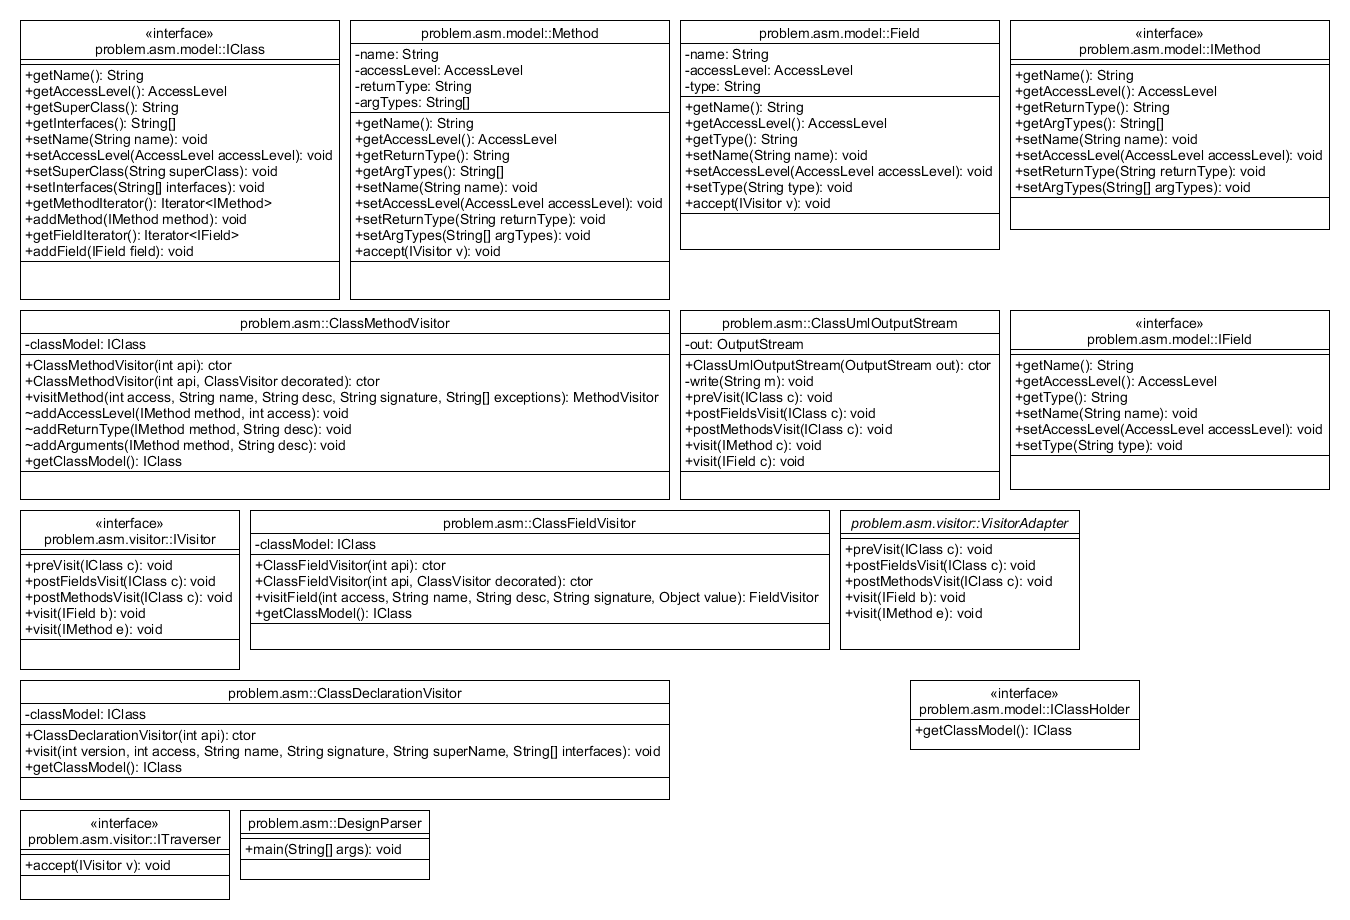 «interface»
problem.asm.model::IClass
+getName(): String
+getAccessLevel(): AccessLevel
+getSuperClass(): String
+getInterfaces(): String[]
+setName(String name): void
+setAccessLevel(AccessLevel accessLevel): void
+setSuperClass(String superClass): void
+setInterfaces(String[] interfaces): void
+getMethodIterator(): Iterator<IMethod>
+addMethod(IMethod method): void
+getFieldIterator(): Iterator<IField>
+addField(IField field): void
problem.asm.model::Method
-name: String
-accessLevel: AccessLevel
-returnType: String
-argTypes: String[]
+getName(): String
+getAccessLevel(): AccessLevel
+getReturnType(): String
+getArgTypes(): String[]
+setName(String name): void
+setAccessLevel(AccessLevel accessLevel): void
+setReturnType(String returnType): void
+setArgTypes(String[] argTypes): void
+accept(IVisitor v): void
problem.asm.model::Field
-name: String
-accessLevel: AccessLevel
-type: String
+getName(): String
+getAccessLevel(): AccessLevel
+getType(): String
+setName(String name): void
+setAccessLevel(AccessLevel accessLevel): void
+setType(String type): void
+accept(IVisitor v): void
«interface»
problem.asm.model::IMethod
+getName(): String
+getAccessLevel(): AccessLevel
+getReturnType(): String
+getArgTypes(): String[]
+setName(String name): void
+setAccessLevel(AccessLevel accessLevel): void
+setReturnType(String returnType): void
+setArgTypes(String[] argTypes): void
problem.asm::ClassMethodVisitor
-classModel: IClass
+ClassMethodVisitor(int api): ctor
+ClassMethodVisitor(int api, ClassVisitor decorated): ctor
+visitMethod(int access, String name, String desc, String signature, String[] exceptions): MethodVisitor
~addAccessLevel(IMethod method, int access): void
~addReturnType(IMethod method, String desc): void
~addArguments(IMethod method, String desc): void
+getClassModel(): IClass
problem.asm::ClassUmlOutputStream
-out: OutputStream
+ClassUmlOutputStream(OutputStream out): ctor
-write(String m): void
+preVisit(IClass c): void
+postFieldsVisit(IClass c): void
+postMethodsVisit(IClass c): void
+visit(IMethod c): void
+visit(IField c): void
«interface»
problem.asm.model::IField
+getName(): String
+getAccessLevel(): AccessLevel
+getType(): String
+setName(String name): void
+setAccessLevel(AccessLevel accessLevel): void
+setType(String type): void
«interface»
problem.asm.visitor::IVisitor
+preVisit(IClass c): void
+postFieldsVisit(IClass c): void
+postMethodsVisit(IClass c): void
+visit(IField b): void
+visit(IMethod e): void
problem.asm::ClassFieldVisitor
-classModel: IClass
+ClassFieldVisitor(int api): ctor
+ClassFieldVisitor(int api, ClassVisitor decorated): ctor
+visitField(int access, String name, String desc, String signature, Object value): FieldVisitor
+getClassModel(): IClass
problem.asm.visitor::VisitorAdapter
+preVisit(IClass c): void
+postFieldsVisit(IClass c): void
+postMethodsVisit(IClass c): void
+visit(IField b): void
+visit(IMethod e): void
problem.asm::ClassDeclarationVisitor
-classModel: IClass
+ClassDeclarationVisitor(int api): ctor
+visit(int version, int access, String name, String signature, String superName, String[] interfaces): void
+getClassModel(): IClass
«interface»
problem.asm.model::IClassHolder
+getClassModel(): IClass
«interface»
problem.asm.visitor::ITraverser
+accept(IVisitor v): void
problem.asm::DesignParser
+main(String[] args): void